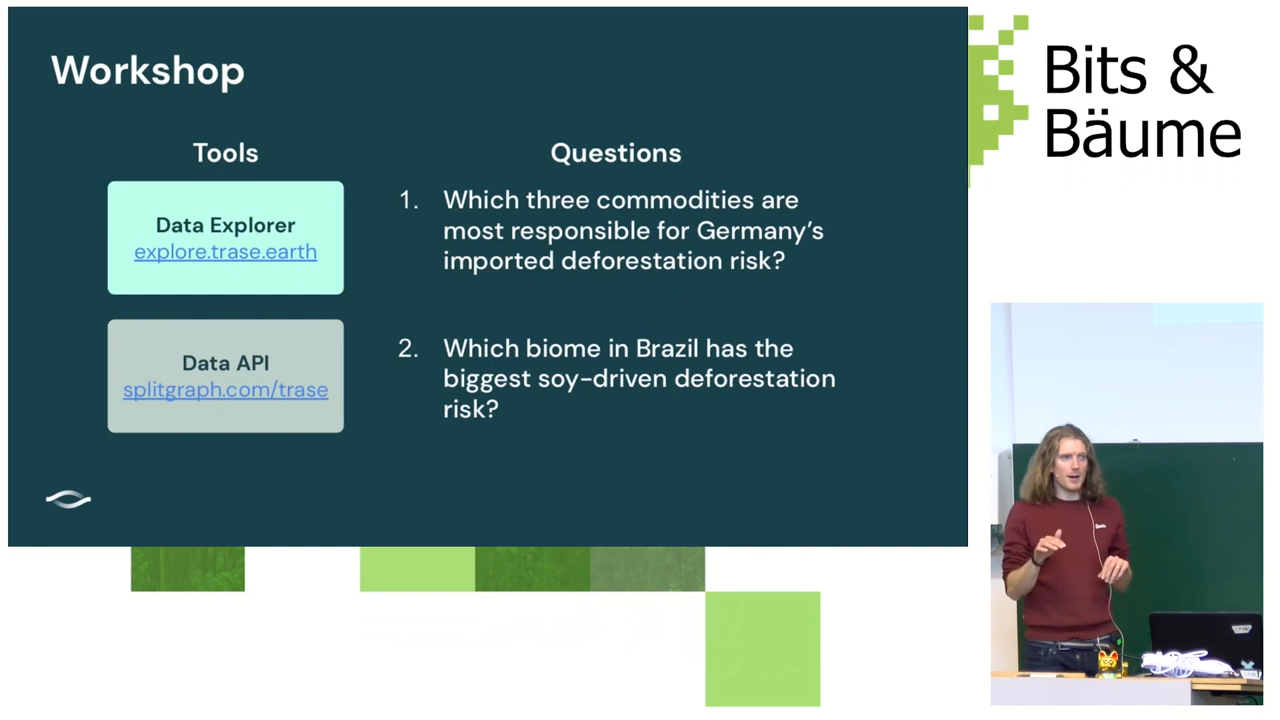 Workshop
Tools
Data Explorer
explore.trase.earth
Data API
splitgraph.com/trase
Questions
1. Which three commodities are
most responsible for Germany's
imported deforestation risk?
2. Which biome in Brazil has the
biggest soy-driven deforestation
risk?
Bits &
Bäume